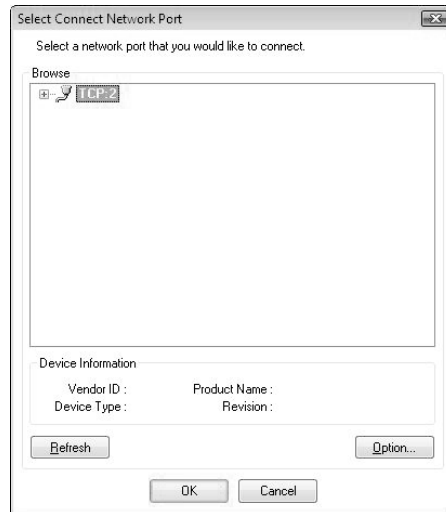 Select Connect Network Port
Select a network port that you would like to connect.
Browse
TCP:2
Device Information
Vendor ID : Product Name :
Device Type : Revision :
Refresh Option...
OK Cancel